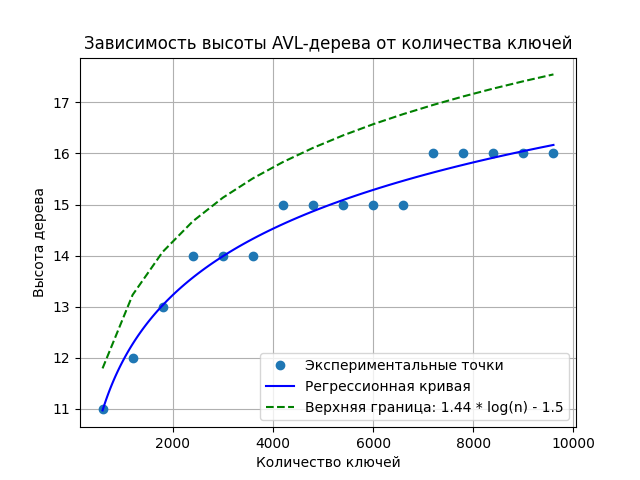 Зависимость высоты AVL-дерева от количества ключей
Высота дерева
17
16
15
14
13
12
11
2000 4000 6000 8000 10000
Количество ключей
Экспериментальные точки
Регрессионная кривая
Верхняя граница: 1.44 * log(n) - 1.5